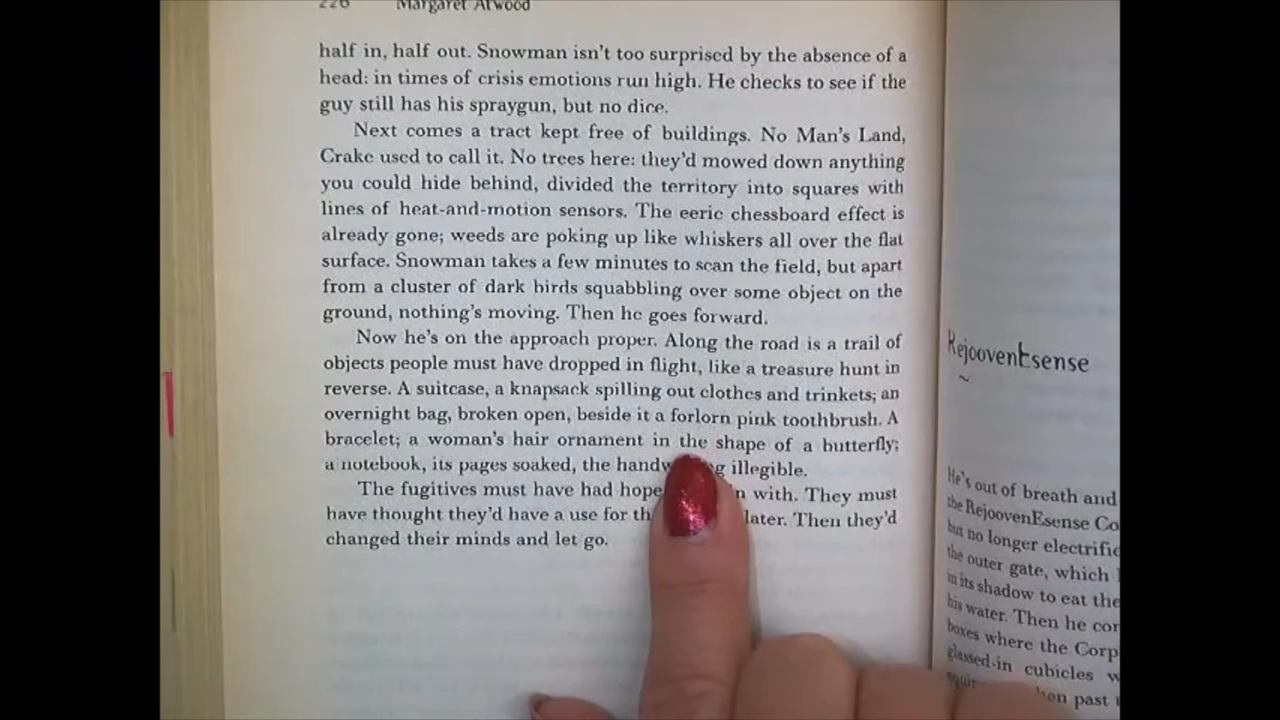 226 Margaret Atwood
half in, half out. Snowman isn't too surprised by the absence of a
head: in times of crisis emotions run high. He checks to see if the
guy still has his spraygun, but no dice.
Next comes a tract kept free of buildings. No Man's Land,
Crake used to call it. No trees here: they'd mowed down anything
you could hide behind, divided the territory into squares with
lines of heat-and-motion sensors. The eerie chessboard effect is
already gone; weeds are poking up like whiskers all over the flat
surface. Snowman takes a few minutes to scan the field, but apart
from a cluster of dark birds squabbling over some object on the
ground, nothing's moving. Then he goes forward.
Now he's on the approach proper. Along the road is a trail of
objects people must have dropped in flight, like a treasure hunt in
reverse. A suitcase, a knapsack spilling out clothes and trinkets; an
overnight bag, broken open, beside it a forlorn pink toothbrush. A
bracelet; a woman's hair ornament in the shape of a butterfly;
a notebook, its pages soaked, the illegible.
The fugitives must have had with. They must
have thought they'd have a use for later. Then they'd
changed their minds and let go.
RejoovenEsense
~
He's out of breath and
the RejoovenEsense
but no longer
the outer gate, which
in its shadow to eat the
his water. Then he
boxes where the
glassed-in cubicles
past